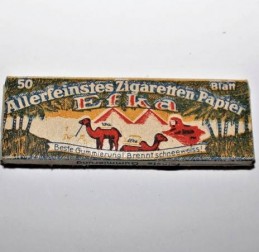 50 Blatt
Allerfeinstes Zigaretten Papier
Efka
Beste Gummierung! Brennt schneeweiss!